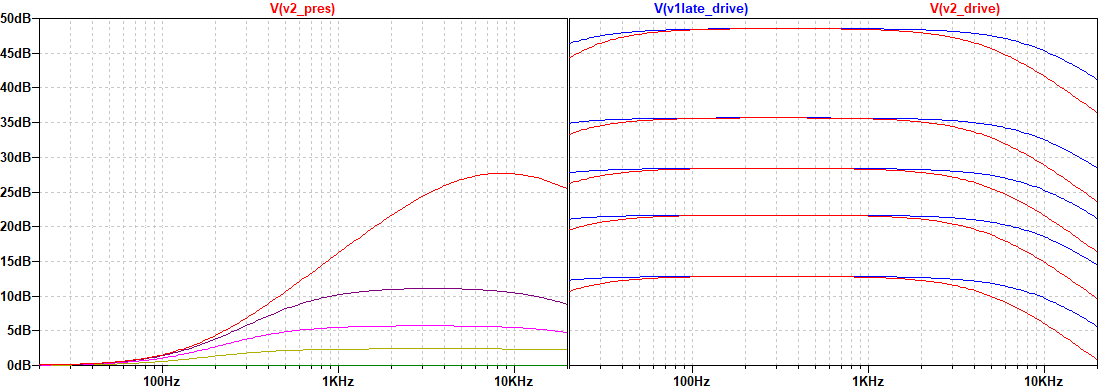 V(v2_pres) V(v1late_drive) V(v2_drive)
50dB
45dB
40dB
35dB
30dB
25dB
20dB
15dB
10dB
5dB
0dB
100Hz 1KHz 10KHz 100Hz 1KHz 10KHz